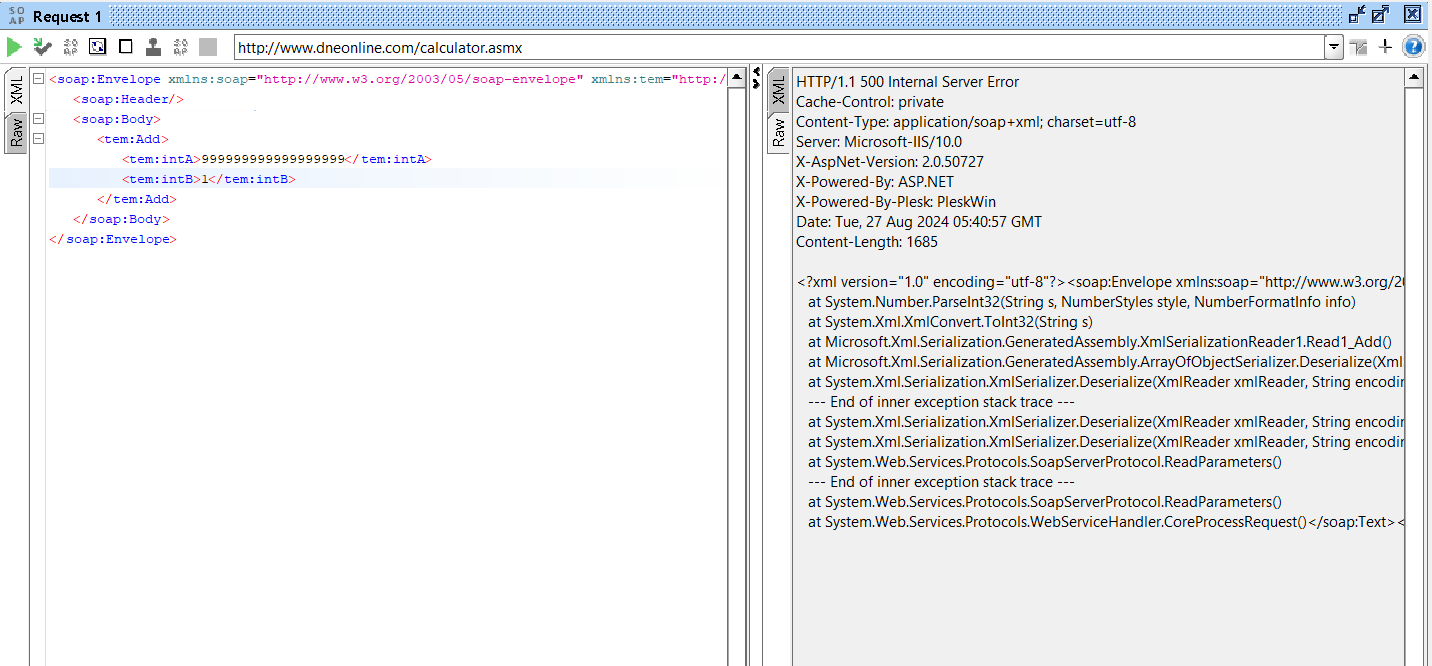 SO
AP
Request 1
http://www.dneonline.com/calculator.asmx
XML
Raw
<soap:Envelope xmlns:soap="http://www.w3.org/2003/05/soap-envelope" xmlns:tem="http:/
<soap:Header/>
<soap:Body>
<tem:Add>
<tem:intA>999999999999999999</tem:intA>
<tem:intB>1</tem:intB>
</tem:Add>
</soap:Body>
</soap:Envelope>
XML
Raw
HTTP/1.1 500 Internal Server Error
Cache-Control: private
Content-Type: application/soap+xml; charset=utf-8
Server: Microsoft-IIS/10.0
X-AspNet-Version: 2.0.50727
X-Powered-By: ASP.NET
X-Powered-By-Plesk: PleskWin
Date: Tue, 27 Aug 2024 05:40:57 GMT
Content-Length: 1685
<?xml version="1.0" encoding="utf-8"?><soap:Envelope xmlns:soap="http://www.w3.org/20
at System.Number.ParseInt32(String s, NumberStyles style, NumberFormatInfo info)
at System.Xml.XmlConvert.ToInt32(String s)
at Microsoft.Xml.Serialization.GeneratedAssembly.XmlSerializationReader1.Read1_Add()
at Microsoft.Xml.Serialization.GeneratedAssembly.ArrayOfObjectSerializer.Deserialize(Xml
at System.Xml.Serialization.XmlSerializer.Deserialize(XmlReader xmlReader, String encodin
--- End of inner exception stack trace ---
at System.Xml.Serialization.XmlSerializer.Deserialize(XmlReader xmlReader, String encodin
at System.Xml.Serialization.XmlSerializer.Deserialize(XmlReader xmlReader, String encodin
at System.Web.Services.Protocols.SoapServerProtocol.ReadParameters()
--- End of inner exception stack trace ---
at System.Web.Services.Protocols.SoapServerProtocol.ReadParameters()
at System.Web.Services.Protocols.WebServiceHandler.CoreProcessRequest()</soap:Text><